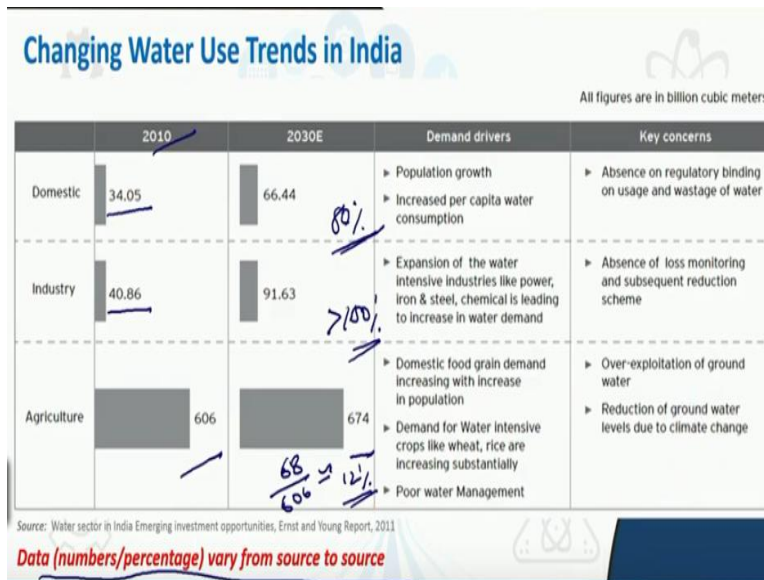 Changing Water Use Trends in India
All figures are in billion cubic meters
2010 2030E Demand drivers Key concerns
Domestic 34.05 66.44
80%
▸ Population growth
▸ Increased per capita water
consumption
▸ Absence on regulatory binding
on usage and wastage of water
Industry 40.86 91.63
>100%
▸ Expansion of the water
intensive industries like power,
iron & steel, chemical is leading
to increase in water demand
▸ Absence of loss monitoring
and subsequent reduction
scheme
Agriculture 606 674
68/606 ≈ 12%
▸ Domestic food grain demand
increasing with increase
in population
▸ Demand for Water intensive
crops like wheat, rice are
increasing substantially
▸ Poor water Management
▸ Over-exploitation of ground
water
▸ Reduction of ground water
levels due to climate change
Source: Water sector in India Emerging investment opportunities, Ernst and Young Report, 2011
Data (numbers/percentage) vary from source to source